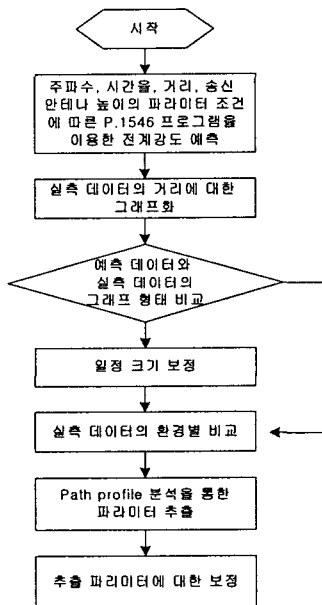 시작
주파수, 시간율, 거리, 송신
안테나 높이의 파라미터 조건
에 따른 P.1546 프로그램을
이용한 전계강도 예측
실측 데이터의 거리에 대한
그래프화
예측 데이터와
실측 데이터의
그래프 형태 비교
일정 크기 보정
실측 데이터의 환경별 비교
Path profile 분석을 통한
파라미터 추출
추출 파리미터에 대한 보정